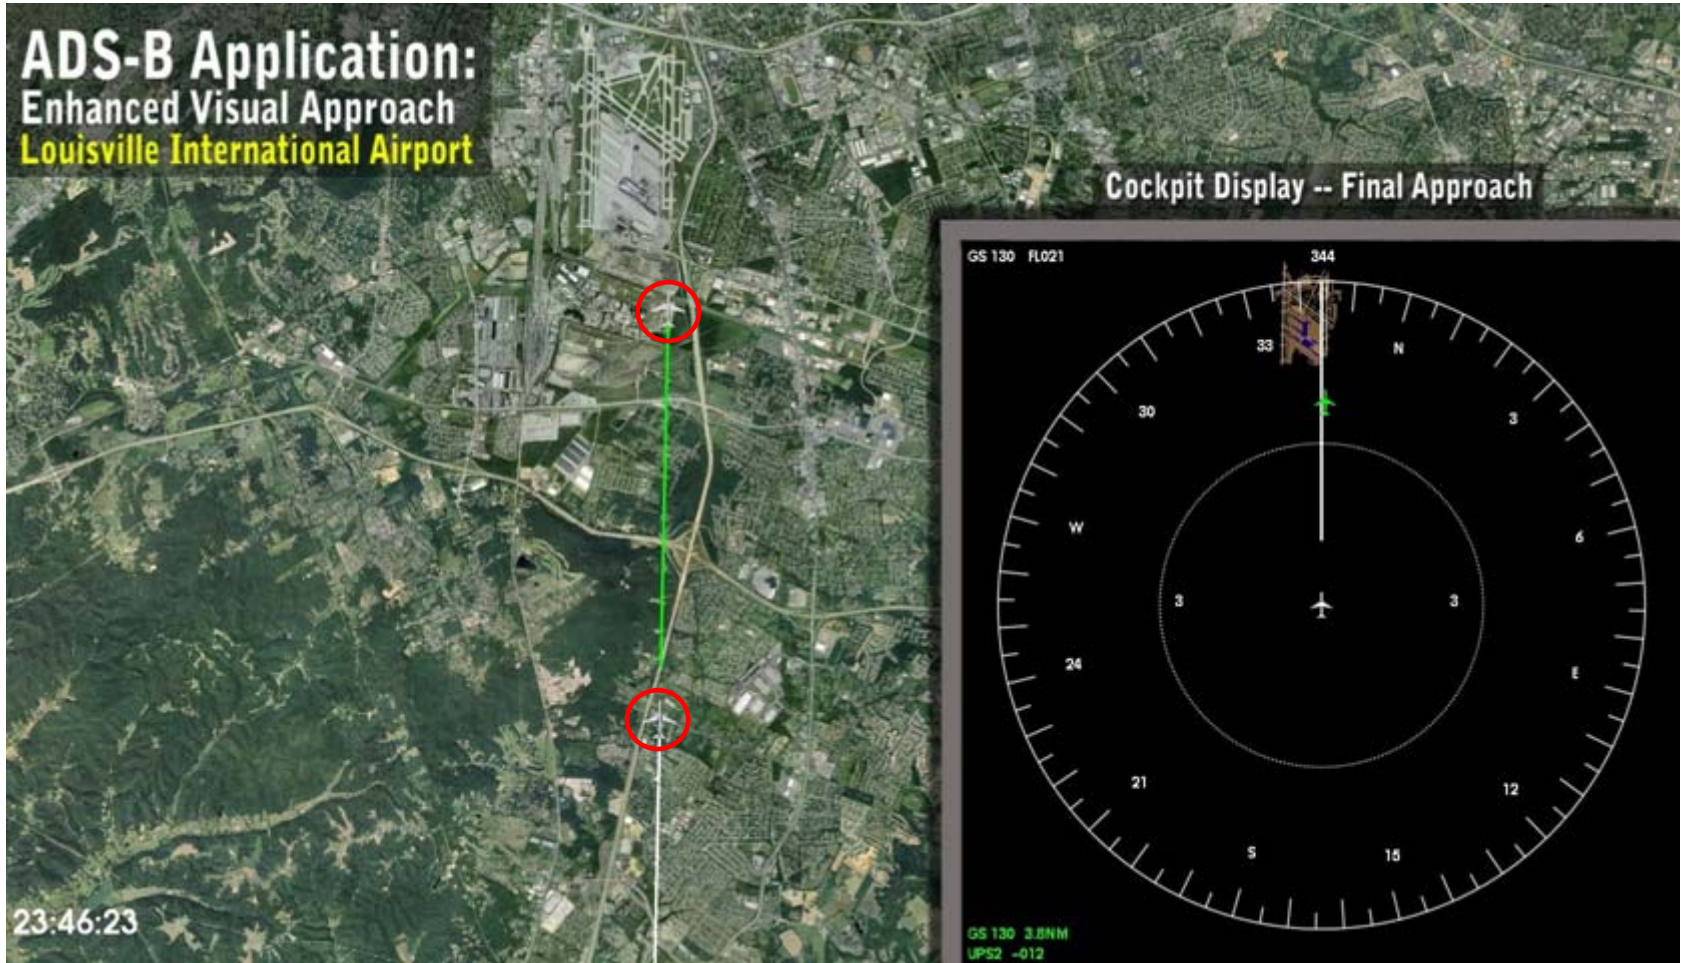 ADS-B Application:
Enhanced Visual Approach
Louisville International Airport
Cockpit Display -- Final Approach
GS 130 FL021
344
33
N
30
3
W
6
3
3
24
E
21
12
S
15
23:46:23
GS 130 3.8NM
UPS2 -012